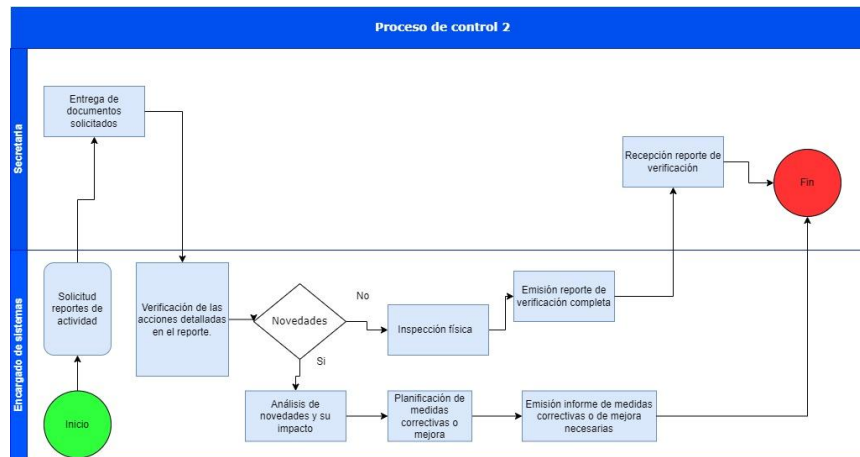 Proceso de control 2
Secretaria
Entrega de
documentos
solicitados
Recepción reporte de
verificación
Fin
Encargado de sistemas
Solicitud
reportes de
actividad
Inicio
Verificación de las
acciones detalladas
en el reporte.
Novedades
No
Si
Inspección física
Emisión reporte de
verificación completa
Análisis de
novedades y su
impacto
Planificación de
medidas
correctivas o
mejora
Emisión informe de medidas
correctivas o de mejora
necesarias